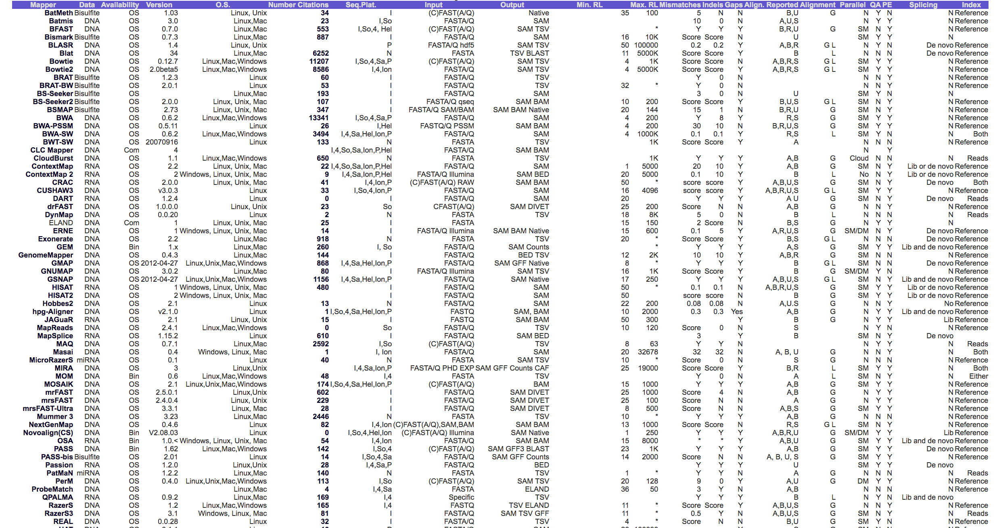 Mapper Data Availability Version O.S. Number Citations Seq.Plat. Input Output Min. RL Max. RL Mismatches Indels Gaps Align. Reported Alignment Parallel QA PE Splicing Index
BatMeth Bisulfite OS 1.03 Linux, Unix 34 I (C)FAST(A/Q) Native 35 100 5 N N B,U G N Y N N Reference
Batmis DNA OS 3.0 Linux,Mac 23 I,So FASTA/Q SAM 10 0 N A,U,S N Y Y N Reference
BFAST DNA OS 0.7.0 Linux,Mac 553 I,So,4, Hel (C)FAST(A/Q) SAM TSV * Y Y Y B,R,U G SM N Y N Reference
Bismark Bisulfite OS 0.7.3 Linux,Mac 887 I FASTA/Q SAM 16 10K Score Score N U SM Y Y N
BLASR DNA OS 1.4 Linux, Unix P FASTA/Q hdf5 SAM TSV 50 100000 0.2 0.2 Y A,B,R G L N Y N De novo Reference
Blat DNA OS 34 Linux,Mac 6252 N FASTA TSV BLAST 11 5000K Score Score Y B L N N N De novo Reference
Bowtie DNA OS 0.12.7 Linux,Mac,Windows 11207 I,So,4,Sa,P (C)FAST(A/Q) SAM TSV 4 1K Score Score N A,B,R,S G L SM Y Y N Reference
Bowtie2 DNA OS 2.0beta5 Linux,Mac,Windows 8586 I,4,Ion FASTA/Q SAM TSV 4 5000K Score Score Y A,B,R,S G L SM Y Y N Reference
BRAT Bisulfite OS 1.2.3 Linux 60 I FASTA/Q TSV Y 0 N N N Y N Reference
BRAT-BW Bisulfite OS 2.0.1 Linux 53 I FASTA/Q TSV 32 * Y 0 N N N Y N Reference
BS-Seeker Bisulfite OS Linux,Mac 193 I FASTA/Q SAM 3 0 N U SM Y N N
BS-Seeker2 Bisulfite OS 2.0.0 Linux, Unix, Mac 107 I FASTA/Q qseq SAM BAM 10 200 Score Score Y B,U,S G L SM N Y N Reference
BSMAP Bisulfite OS 2.73 Linux, Unix, Mac 347 I FASTA/Q SAM/BAM SAM BAM Native 20 144 15 1 N B,R,U G SM N Y N Reference
BWA DNA OS 0.6.2 Linux,Mac,Windows 13341 I,So,4,Sa,P FASTA/Q SAM 4 200 Y 8 Y R,S G SM Y Y N Reference
BWA-PSSM DNA OS 0.5.11 Linux 26 I,Hel FASTQ/Q PSSM SAM BAM 4 200 30 10 N B,R,U,S G SM Y Y N Reference
BWA-SW DNA OS 0.6.2 Linux,Mac,Windows 3494 I,4,Sa,Hel,Ion,P FASTA/Q SAM 4 1000K 0.1 0.1 Y R,S L SM Y N N Both
BWT-SW DNA OS 20070916 Linux 133 N FASTA TSV 1K Score Score Y A N N N N Reference
CLC Mapper DNA Com 4 I,4,So,Sa,Ion,P,Hel FASTA/Q SAM BAM N Y
CloudBurst DNA OS 1.1 Linux,Mac,Windows 650 N FASTA TSV 1K Y Y Y A,B G Cloud N N N Reads
ContextMap RNA OS 2.2 Linux, Unix, Mac 22 I,4,So,Sa,Ion,P,Hel FASTA/Q SAM 1 5000 20 10 Y A,B G SM N Y Lib or de novo Reference
ContextMap 2 RNA OS 2 Windows, Linux, Unix, Mac 9 I,4,Sa,Ion,P,Hel FASTA/Q Illumina SAM BED 20 5000 0.1 10 Y B L No N Y Lib or de novo Reference
CRAC RNA OS 2.0.0 Linux, Unix, Mac 41 I,4,Ion,P (C)FAST(A/Q) RAW SAM BAM 50 * score score Y A,B,U,S G SM N Y De novo Both
CUSHAW3 DNA OS v3.0.3 Linux 33 I,So,4,Ion,P FASTA/Q SAM 16 4096 score score Y A,B,R,U,S G L SM Y Y N Reference
DART RNA OS 1.2.4 Linux 0 I FASTA/Q SAM 20 Y Y Y A U G SM N Y De novo Reads
drFAST DNA OS 1.0.0.0 Linux, Unix 23 So CFAST(A/Q) SAM DIVET 25 200 Score N N A,B G N N Y N Reference
DynMap DNA OS 0.0.20 Linux 2 N FASTA TSV 18 8K 5 0 N B L N N N N Reads
ELAND DNA Com 1 Linux, Unix, Mac 25 I FASTA 15 150 2 Score N B,S G N Y Y N
ERNE DNA OS 1 Windows, Linux, Unix, Mac 14 I FASTA/Q Illumina SAM BAM Native 15 600 0.1 5 Y A,R,U,S G SM/DM N Y De novo Reference
Exonerate DNA OS 2.2 Linux,Mac 918 N FASTA TSV 20 * Score Score Y B,S G L N N N De novo Reference
GEM DNA Bin 1.x Linux,Mac 260 I, So FASTA/Q SAM Counts * Y Y Y A,S G SM Y Y Lib and de novo Reference
GenomeMapper DNA OS 0.4.3 Linux,Mac 144 I FASTA/Q BED TSV 12 2K 10 10 Y A,B,R G SM N N N Reference
GMAP DNA OS 2012-04-27 Linux,Unix,Mac,Windows 868 I,4,Sa,Hel,Ion,P FASTA/Q SAM GFF Native 8 * Y Y Y B G L SM N N De novo Reference
GNUMAP DNA OS 3.0.2 Linux,Mac 80 I FASTA/Q Illumina SAM TSV 16 1K Score Score Y B G SM/DM Y N N Reference
GSNAP DNA OS 2012-04-27 Linux,Unix,Mac,Windows 1156 I,4,Sa,Hel,Ion,P FASTA/Q SAM Native 17 250 Y Y Y A,B,U,S G L SM N Y Lib and de novo Reference
HISAT RNA OS 1 Windows, Linux, Unix, Mac 480 I FASTA/Q SAM 50 * 0.1 0.1 N A,B,R,U,S G SM Y Y Lib or de novo Reference
HISAT2 DNA OS 2 Windows, Linux, Unix, Mac I FASTA/Q SAM 50 score score N B G SM Y Y Lib or de novo Reference
Hobbes2 DNA OS 2.1 Linux 13 N FASTA/Q SAM 22 200 0.08 0.08 N A,U.S G N N Y No Reference
hpg-Aligner DNA OS v2.1.0 Linux 1 I,So,4,Sa,Hel,Ion,P FASTQ SAM, BAM 10 2000 0.3 0.3 Yes A,B G N Y Y Lib and de novo Reference
JAGuaR RNA OS 2.1 Linux, Unix 15 I FASTQ SAM BAM 50 300 Y B G N Y Y Lib Reference
MapReads DNA OS 2.4.1 Linux,Mac,Windows 0 So FASTA/Q TSV 10 120 Score 0 N S N Y N N Reference
MapSplice RNA OS 1.15.2 Linux 610 I FASTA/Q SAM BED 3 Y B SM N Y De novo
MAQ DNA OS 0.7.1 Linux,Mac 2592 I,So (C)FAST(A/Q) TSV 8 63 Y Y N N Y Y N Reads
Masai DNA OS 0.4 Windows, Linux, Mac 1 I, Ion FASTA/Q SAM 20 32678 32 32 N A, B, U G N N Y N Both
MicroRazerS miRNA OS 0.1 Linux 40 N FASTA SAM TSV 10 * Score 0 N S G N N N N Reference
MIRA DNA OS 3 Linux,Unix I,4,Sa,Ion,P FASTA/Q PHD EXP SAM GFF Counts CAF 25 19000 Score Score Y B,R L SM Y Y N Both
MOM DNA Bin 0.6 Linux,Mac,Windows 48 I,4 FASTA TSV Y 0 N A L SM N Y N Either
MOSAIK DNA OS 2.1 Linux,Unix,Mac,Windows 174 I,So,4,Sa,Hel,Ion,P (C)FAST(A/Q) BAM 15 1000 Y Y Y A,B G SM Y Y N Reference
mrFAST DNA OS 2.5.0.1 Linux,Unix 602 I FASTA/Q SAM DIVET 25 1000 Score 4 N A,B G N Y Y N Reference
mrsFAST DNA OS 2.4.0.4 Linux, Unix 229 I FASTA/Q SAM DIVET 25 100 Score N N A G N Y Y N Reference
mrsFAST-Ultra DNA OS 3.3.1 Linux, Mac 28 I FASTA/Q SAM DIVET 8 500 Score N N A,B,S G SM Y Y N Reference
Mummer 3 DNA OS 3.23 Linux,Mac 2446 N FASTA TSV 10 * Y Y Y A,B G N N N N Reference
NextGenMap DNA OS 0.4.6 Linux 82 I,4,Ion (C)FAST(A/Q),SAM,BAM SAM BAM 13 1000 Score Score N R,S G L SM N Y N Reference
Novoalign(CS) DNA Bin V2.08.03 Linux 0 I,So,4,Hel,Ion (C)FAST(A/Q) Illumina SAM Native 1 250 Y Y Y A,B,R,U G SM/DM Y Y Lib Reference
OSA RNA Bin 1.0.< Windows, Linux, Unix, Mac 54 I,4,Ion FASTA/Q SAM BAM 15 8000 * * Y A,B,U G SM Y Y Lib and de novo Reference
PASS DNA Bin 1.62 Linux,Mac,Windows 142 I,So,4 (C)FAST(A/Q) SAM GFF3 BLAST 23 1K Y Y Y A,B G SM Y Y De novo Reference
PASS-bis Bisulfite OS 2.01 Linux 14 I,So,4,Sa FASTA/Q SAM GFF Counts 14 2000 Score N N A, B, U, S G SM Y Y N Reference
Passion RNA OS 1.2.0 Linux,Unix 28 I,4,Sa,P FASTA/Q BED Y Y Y U SM Y Y De novo
PatMaN miRNA OS 1.2.2 Linux,Mac 140 N FASTA TSV 1 * Y Y N A G N N N N Reads
PerM DNA OS 0.4.0 Linux,Unix,Mac,Windows 113 I,So (C)FAST(A/Q) SAM TSV 20 128 9 0 Y A,U G DM Y Y N Reference
ProbeMatch DNA OS Linux,Mac 4 I,4,Sa FASTA ELAND 36 50 3 Y N A,B N N N N Reference
QPALMA RNA OS 0.9.2 Linux,Mac 169 I,4 Specific TSV Y Y Y B L N Y N Lib and de novo
RazerS DNA OS 1.2 Linux,Mac,Windows 165 I,4 FASTQ TSV ELAND 11 * Score Score Y A,B,U,S G N N Y N Reference
RazerS3 DNA OS 3.1 Windows, Linux, Mac 81 I FASTA/Q SAM TSV GFF 11 * 0.5 Y N A,B,U,S G SM N Y N Reads
REAL DNA OS 0.0.28 Linux 32 I FASTA/Q TSV 4 * Score N N B,U G SM Y N N Reference